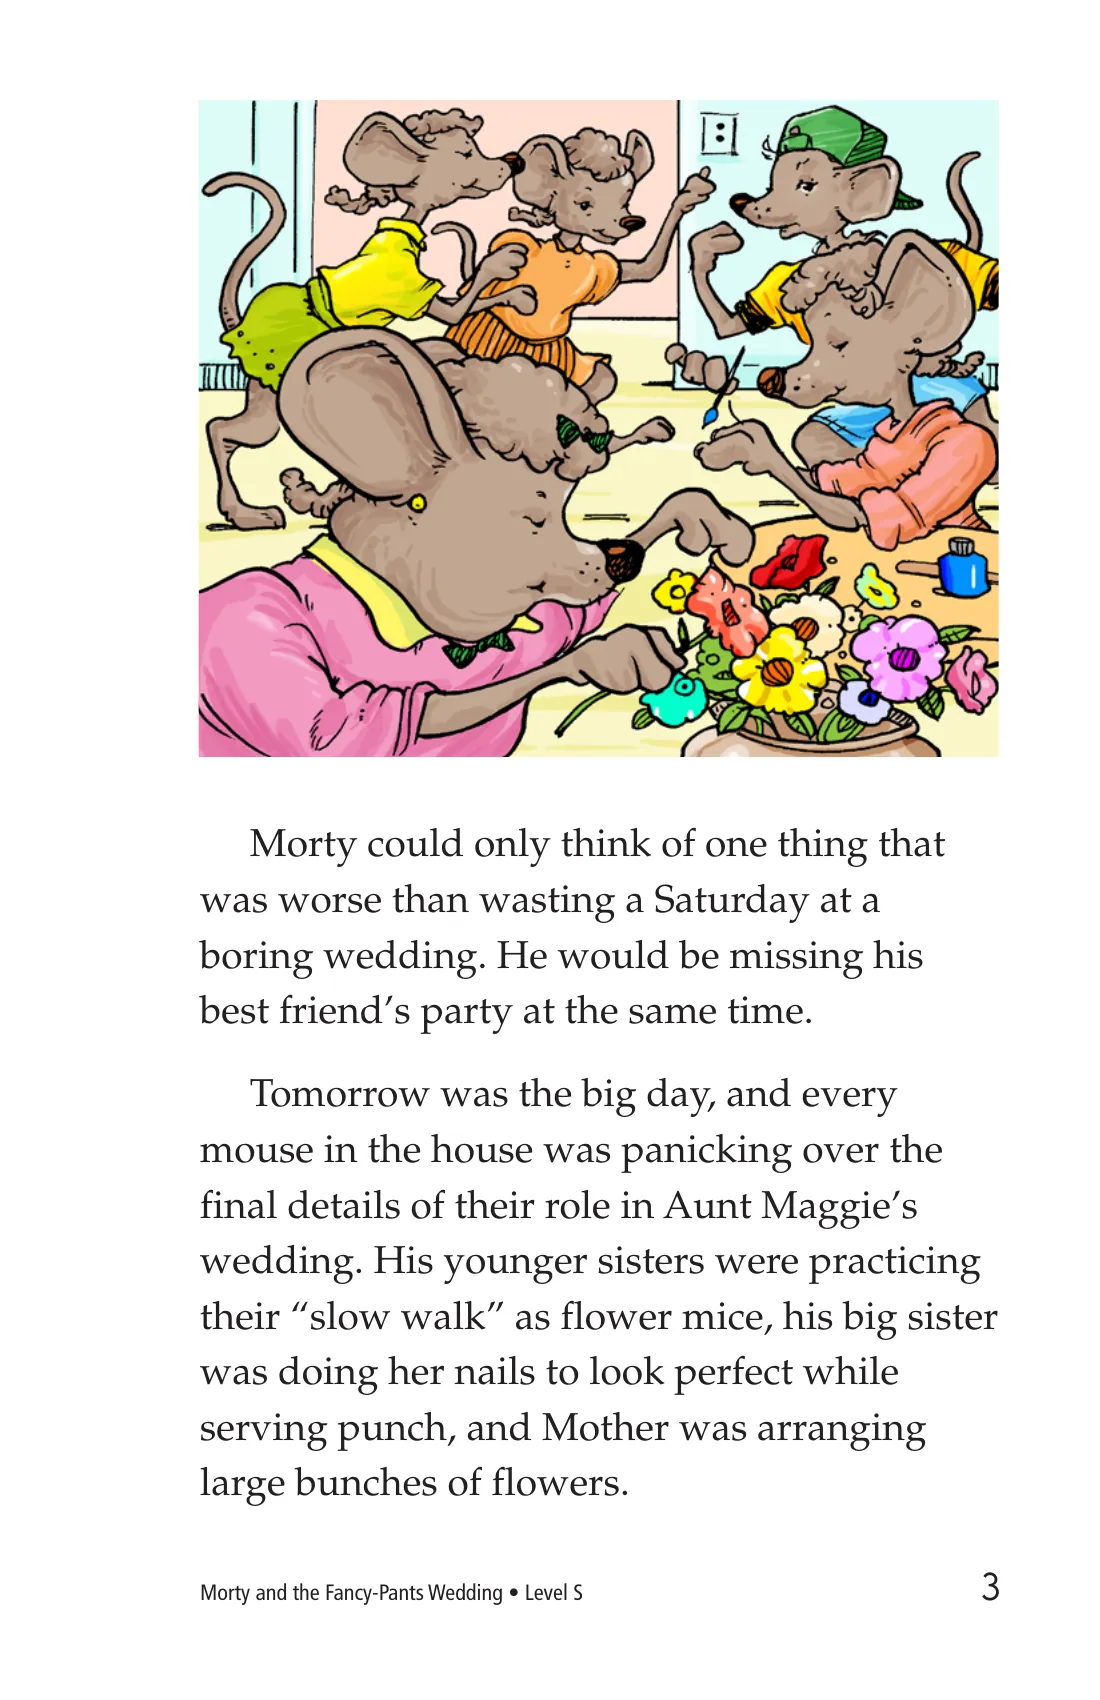 Morty could only think of one thing that
was worse than wasting a Saturday at a
boring wedding. He would be missing his
best friend’s party at the same time.
Tomorrow was the big day, and every
mouse in the house was panicking over the
final details of their role in Aunt Maggie’s
wedding. His younger sisters were practicing
their “slow walk” as flower mice, his big sister
was doing her nails to look perfect while
serving punch, and Mother was arranging
large bunches of flowers.
Morty and the Fancy-Pants Wedding • Level S
3